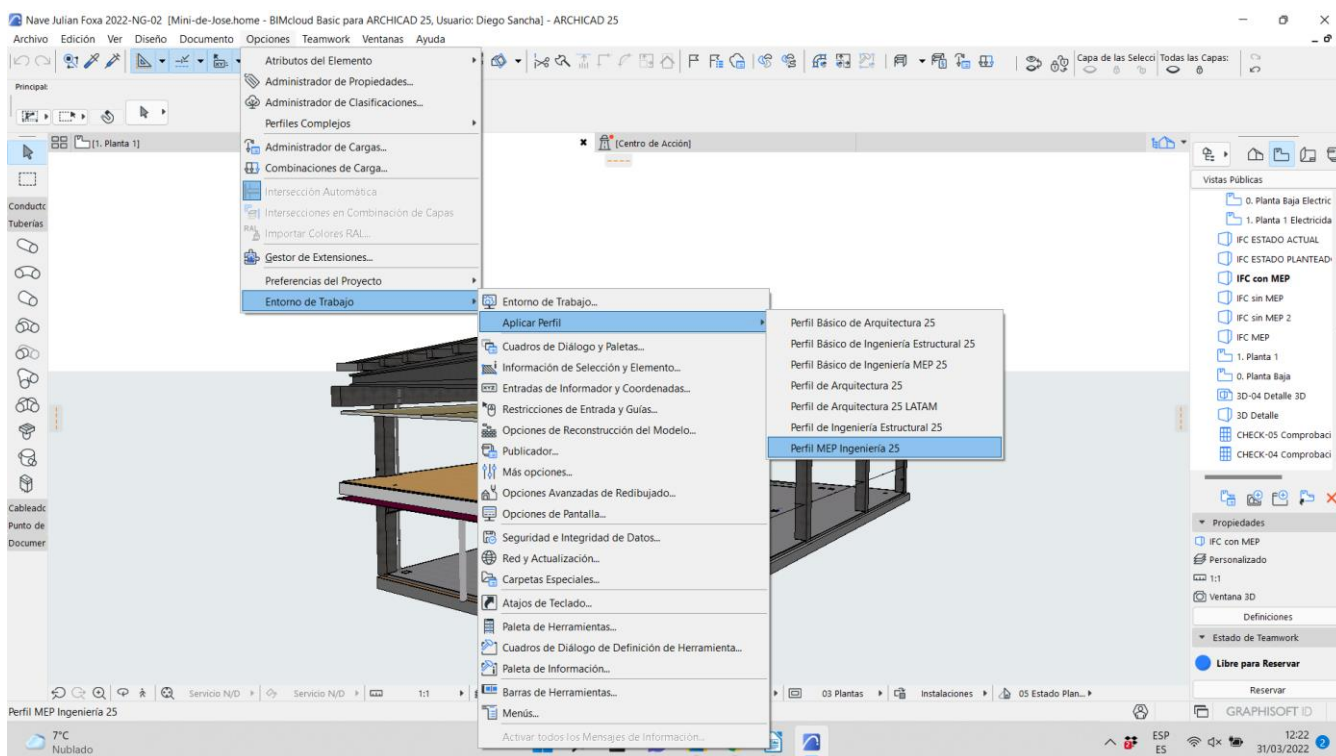 Nave Julian Foxa 2022-NG-02 [Mini-de-Jose.home - BIMcloud Basic para ARCHICAD 25, Usuario: Diego Sancha] - ARCHICAD 25
Archivo Edición Ver Diseño Documento Opciones Teamwork Ventanas Ayuda
Capa de las Selecci Todas las Capas:
Principal:
[1. Planta 1]
[Centro de Acción]
Conductc
Tuberías
Cableadc
Punto de
Documer
Atributos del Elemento
Administrador de Propiedades...
Administrador de Clasificaciones...
Perfiles Complejos
Administrador de Cargas...
Combinaciones de Carga...
Intersección Automática
Intersecciones en Combinación de Capas
RAL
Importar Colores RAL...
Gestor de Extensiones...
Preferencias del Proyecto
Entorno de Trabajo
Entorno de Trabajo...
Aplicar Perfil
Cuadros de Diálogo y Paletas...
Información de Selección y Elemento...
Entradas de Informador y Coordenadas...
Restricciones de Entrada y Guías...
Opciones de Reconstrucción del Modelo...
Publicador...
Más opciones...
Opciones Avanzadas de Redibujado...
Opciones de Pantalla...
Seguridad e Integridad de Datos...
Red y Actualización...
Carpetas Especiales...
Atajos de Teclado...
Paleta de Herramientas...
Cuadros de Diálogo de Definición de Herramienta...
Paleta de Información...
Barras de Herramientas...
Menús...
Activar todos los Mensajes de Información...
Perfil Básico de Arquitectura 25
Perfil Básico de Ingeniería Estructural 25
Perfil Básico de Ingeniería MEP 25
Perfil de Arquitectura 25
Perfil de Arquitectura 25 LATAM
Perfil de Ingeniería Estructural 25
Perfil MEP Ingeniería 25
Vistas Públicas
0. Planta Baja Electric
1. Planta 1 Electricida
IFC ESTADO ACTUAL
IFC ESTADO PLANTEAD
IFC con MEP
IFC sin MEP
IFC sin MEP 2
IFC MEP
1. Planta 1
0. Planta Baja
3D-04 Detalle 3D
3D Detalle
CHECK-05 Comprobaci
CHECK-04 Comprobaci
Propiedades
IFC con MEP
Personalizado
1:1
Ventana 3D
Definiciones
Estado de Teamwork
Libre para Reservar
Reservar
GRAPHISOFT ID
Servicio N/D Servicio N/D 1:1 03 Plantas Instalaciones 05 Estado Plan...
Perfil MEP Ingeniería 25
7°C
Nublado
ESP
ES
12:22
31/03/2022
2